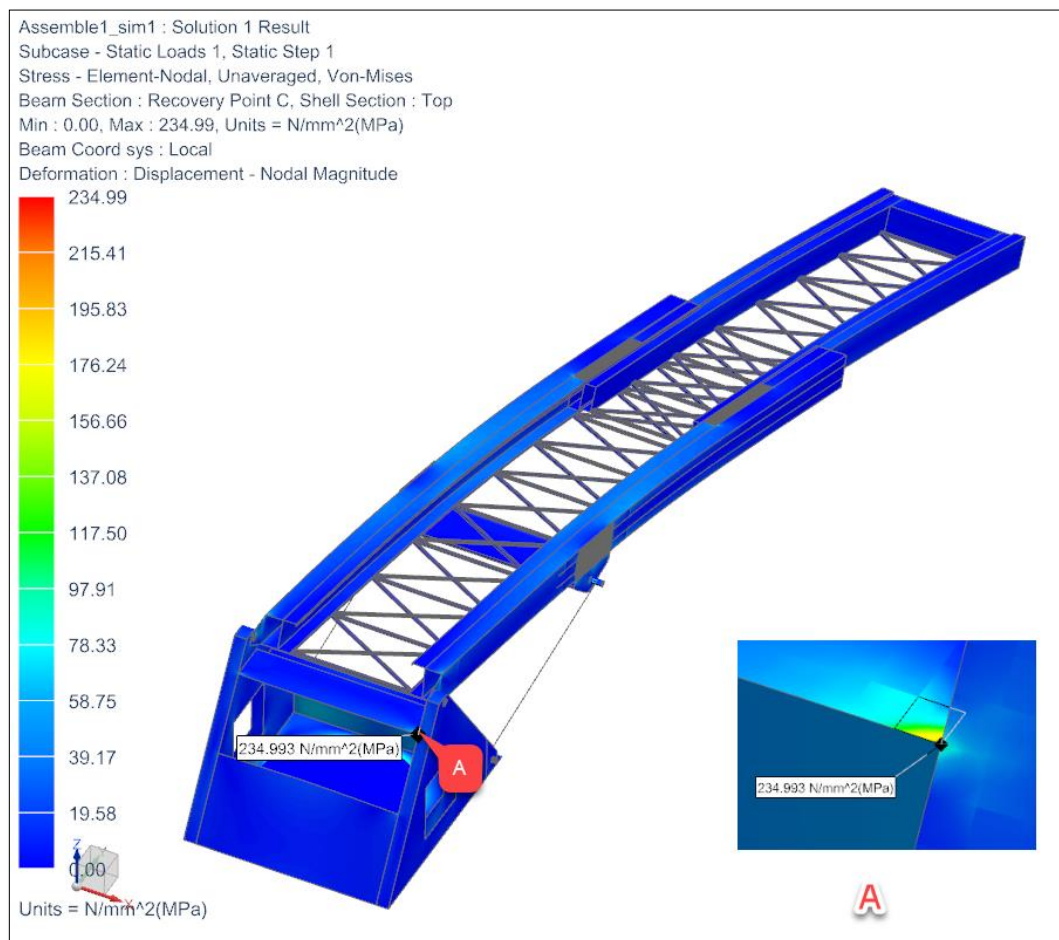 Assemble1_sim1 : Solution 1 Result
Subcase - Static Loads 1, Static Step 1
Stress - Element-Nodal, Unaveraged, Von-Mises
Beam Section : Recovery Point C, Shell Section : Top
Min : 0.00, Max : 234.99, Units = N/mm^2(MPa)
Beam Coord sys : Local
Deformation : Displacement - Nodal Magnitude
234.99
215.41
195.83
176.24
156.66
137.08
117.50
97.91
78.33
58.75
39.17
19.58
0.00
Units = N/mm^2(MPa)
Z
Y
X
234.993 N/mm^2(MPa)
A
234.993 N/mm^2(MPa)
A